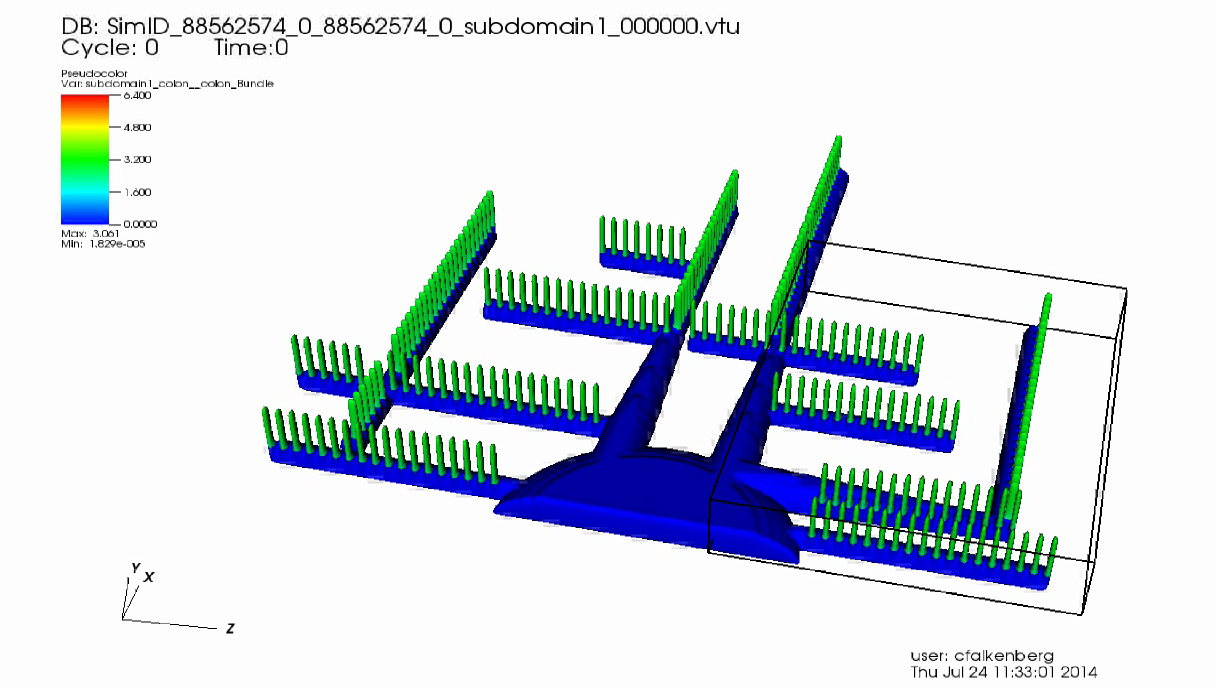 DB: SimID_88562574_0_88562574_0_subdomain1_000000.vtu
Cycle: 0 Time:0
Pseudocolor
Var: subdomain1_colon__colon_Bundle
6.400
4.800
3.200
1.600
0.0000
Max: 3.061
Min: 1.829e-005
Y
X
Z
user: cfalkenberg
Thu Jul 24 11:33:01 2014